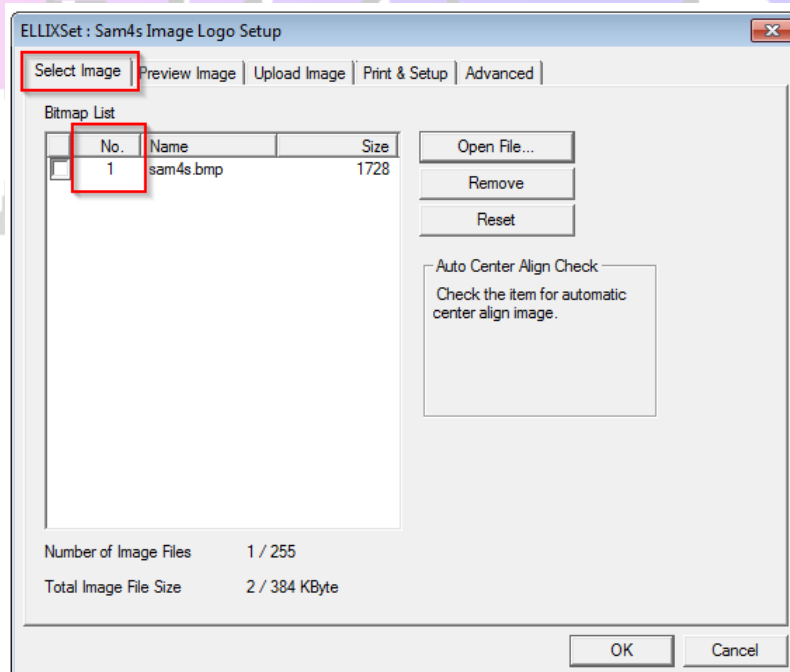 ELLIXSet : Sam4s Image Logo Setup
Select Image Preview Image Upload Image Print & Setup Advanced
Bitmap List
No. Name Size
1 sam4s.bmp 1728
Open File...
Remove
Reset
Auto Center Align Check
Check the item for automatic
center align image.
Number of Image Files 1 / 255
Total Image File Size 2 / 384 KByte
OK Cancel